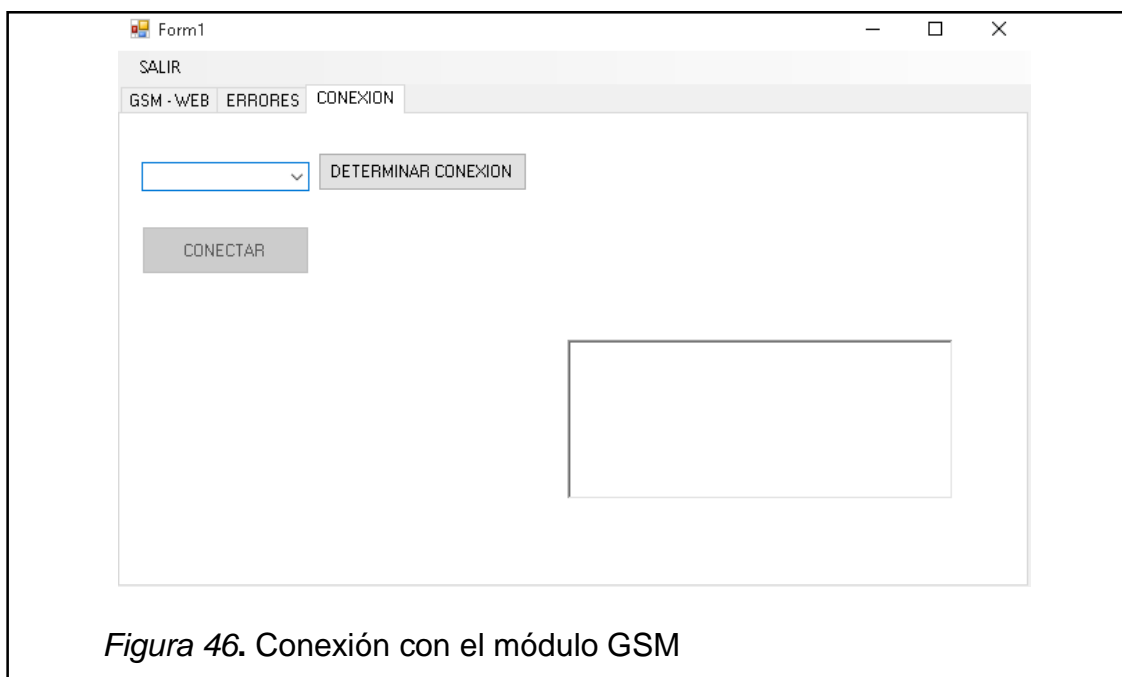 Form1
SALIR
GSM - WEB ERRORES CONEXION
DETERMINAR CONEXION
CONECTAR
Figura 46. Conexión con el módulo GSM